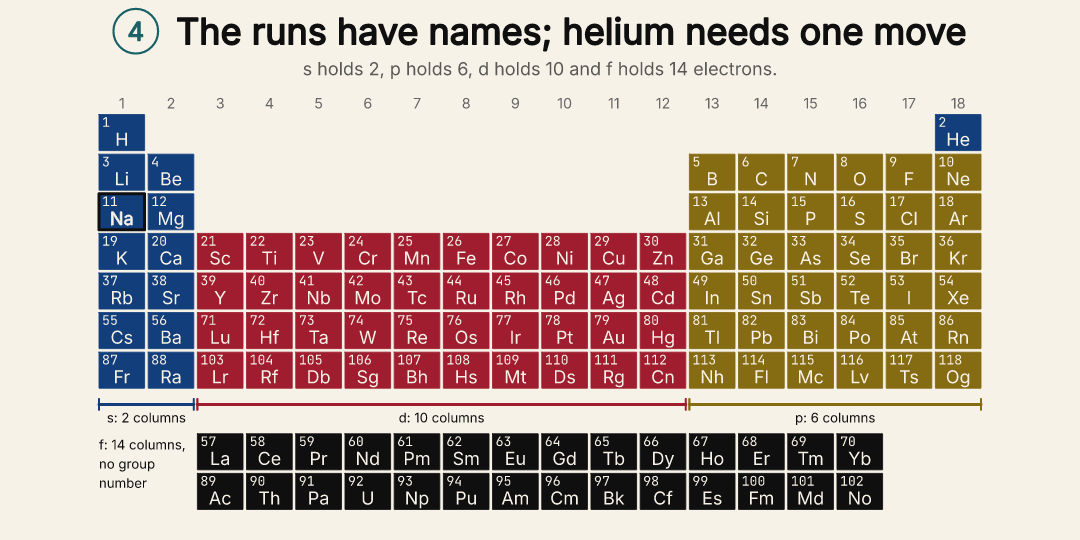 4 The runs have names; helium needs one move
s holds 2, p holds 6, d holds 10 and f holds 14 electrons.
1 2 3 4 5 6 7 8 9 10 11 12 13 14 15 16 17 18
1 H 2 He
3 Li 4 Be 5 B 6 C 7 N 8 O 9 F 10 Ne
11 Na 12 Mg 13 Al 14 Si 15 P 16 S 17 Cl 18 Ar
19 K 20 Ca 21 Sc 22 Ti 23 V 24 Cr 25 Mn 26 Fe 27 Co 28 Ni 29 Cu 30 Zn 31 Ga 32 Ge 33 As 34 Se 35 Br 36 Kr
37 Rb 38 Sr 39 Y 40 Zr 41 Nb 42 Mo 43 Tc 44 Ru 45 Rh 46 Pd 47 Ag 48 Cd 49 In 50 Sn 51 Sb 52 Te 53 I 54 Xe
55 Cs 56 Ba 71 Lu 72 Hf 73 Ta 74 W 75 Re 76 Os 77 Ir 78 Pt 79 Au 80 Hg 81 Tl 82 Pb 83 Bi 84 Po 85 At 86 Rn
87 Fr 88 Ra 103 Lr 104 Rf 105 Db 106 Sg 107 Bh 108 Hs 109 Mt 110 Ds 111 Rg 112 Cn 113 Nh 114 Fl 115 Mc 116 Lv 117 Ts 118 Og
s: 2 columns d: 10 columns p: 6 columns
f: 14 columns,
no group
number
57 La 58 Ce 59 Pr 60 Nd 61 Pm 62 Sm 63 Eu 64 Gd 65 Tb 66 Dy 67 Ho 68 Er 69 Tm 70 Yb
89 Ac 90 Th 91 Pa 92 U 93 Np 94 Pu 95 Am 96 Cm 97 Bk 98 Cf 99 Es 100 Fm 101 Md 102 No